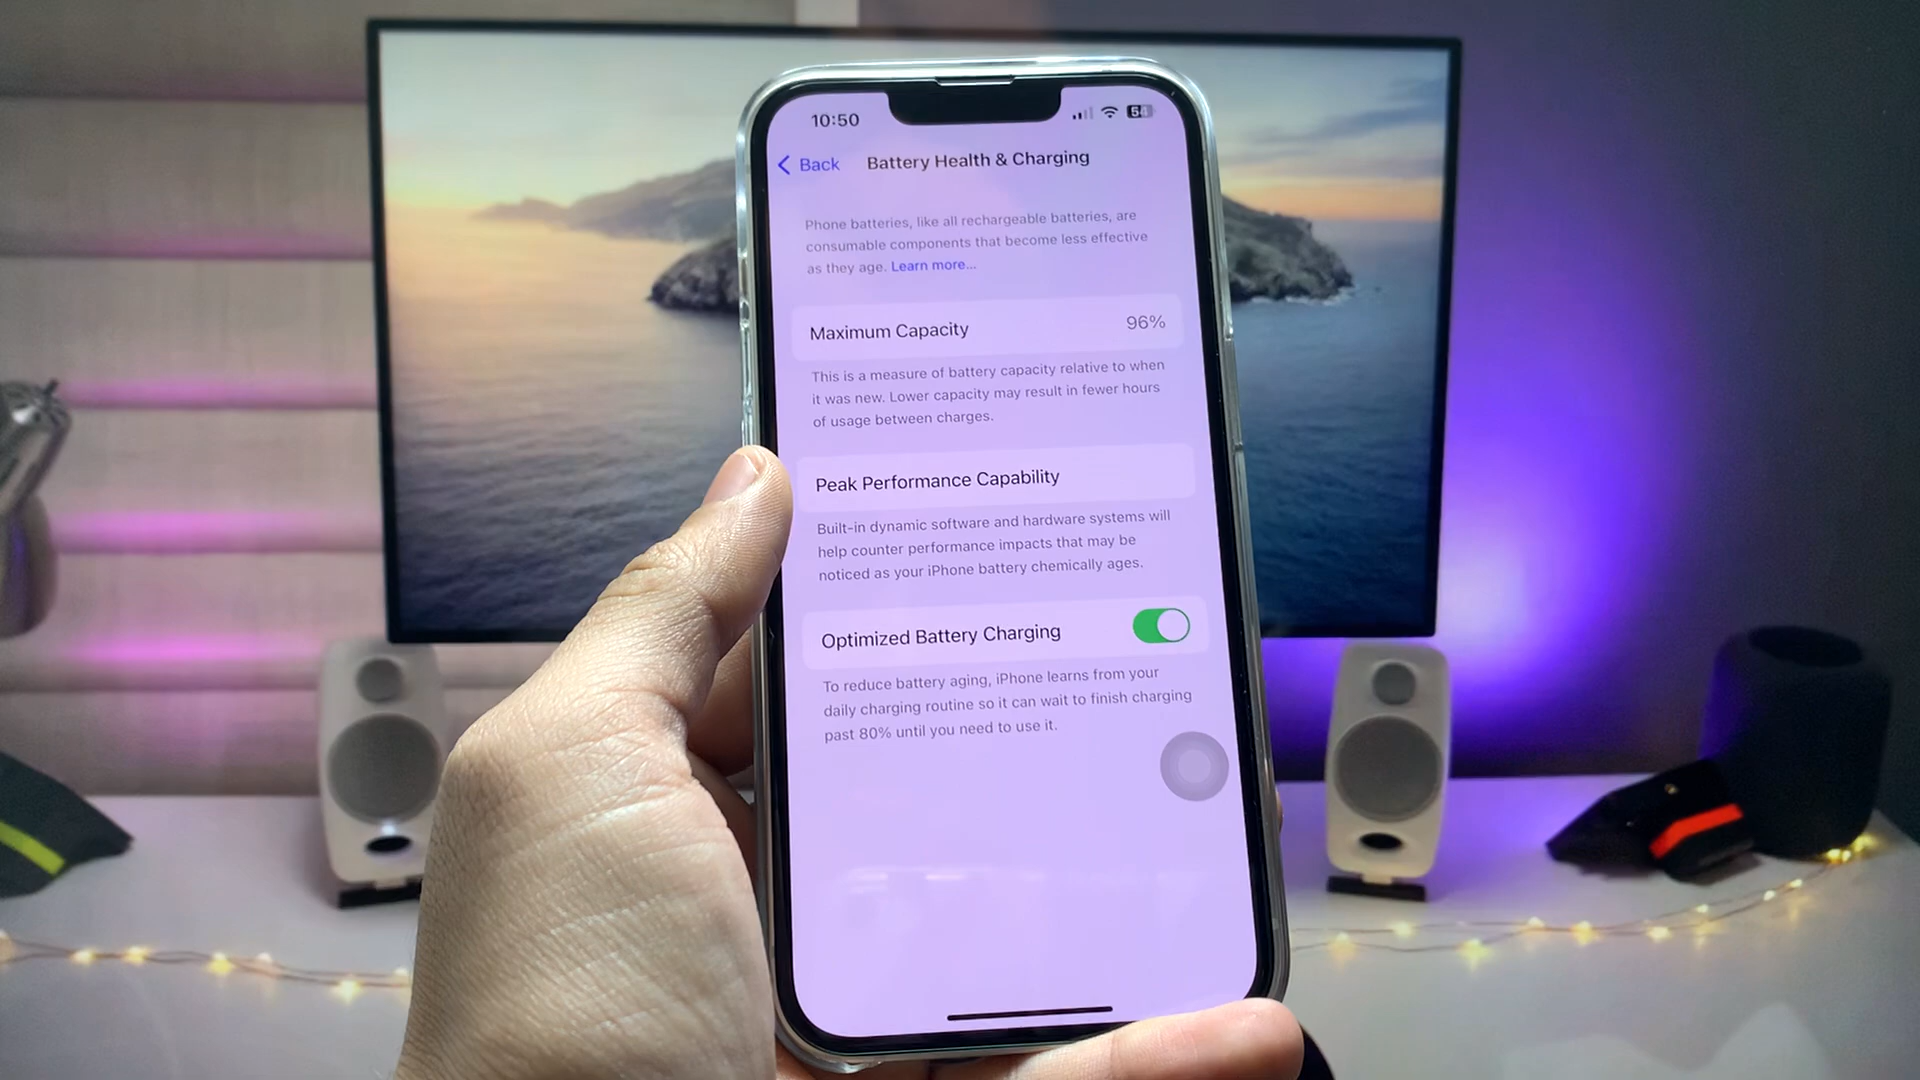 10:50
54
Back
Battery Health & Charging
Phone batteries, like all rechargeable batteries, are
consumable components that become less effective
as they age. Learn more...
Maximum Capacity
96%
This is a measure of battery capacity relative to when
it was new. Lower capacity may result in fewer hours
of usage between charges.
Peak Performance Capability
Built-in dynamic software and hardware systems will
help counter performance impacts that may be
noticed as your iPhone battery chemically ages.
Optimized Battery Charging
To reduce battery aging, iPhone learns from your
daily charging routine so it can wait to finish charging
past 80% until you need to use it.